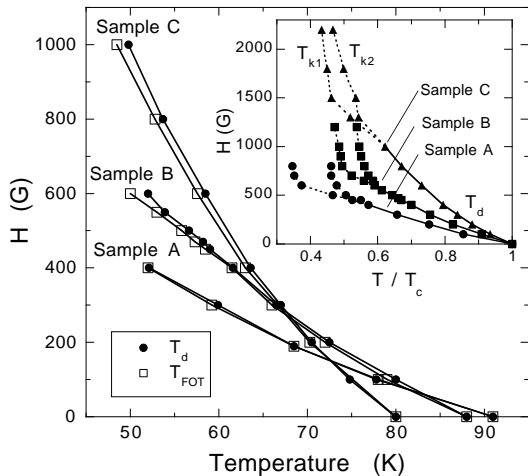 Sample C
Sample B
Sample A
H (G)
1000
800
600
400
200
0
50
60
70
80
90
Temperature (K)
T_d
T_FOT
H (G)
2000
1500
1000
500
0
T_k1
T_k2
Sample C
Sample B
Sample A
T_d
0.4
0.6
0.8
1
T / T_c